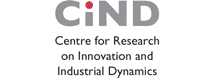 CiND
Centre for Research
on Innovation and
Industrial Dynamics